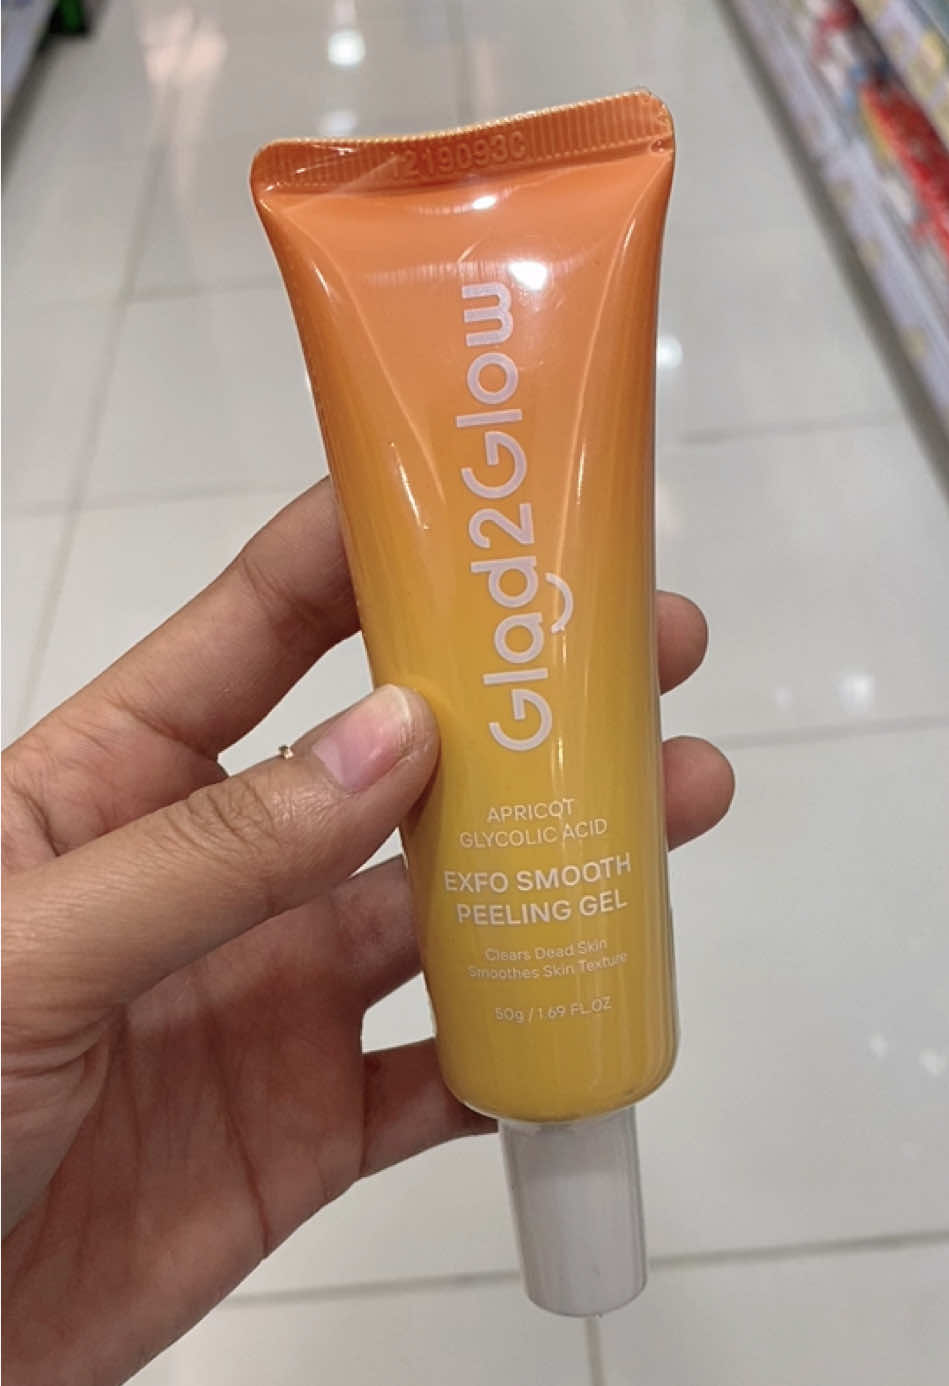 219093C
Glad2Glow
APRICOT
GLYCOLIC ACID
EXFO SMOOTH
PEELING GEL
Clears Dead Skin
Smoothes Skin Texture
50g / 1.69 FL.OZ